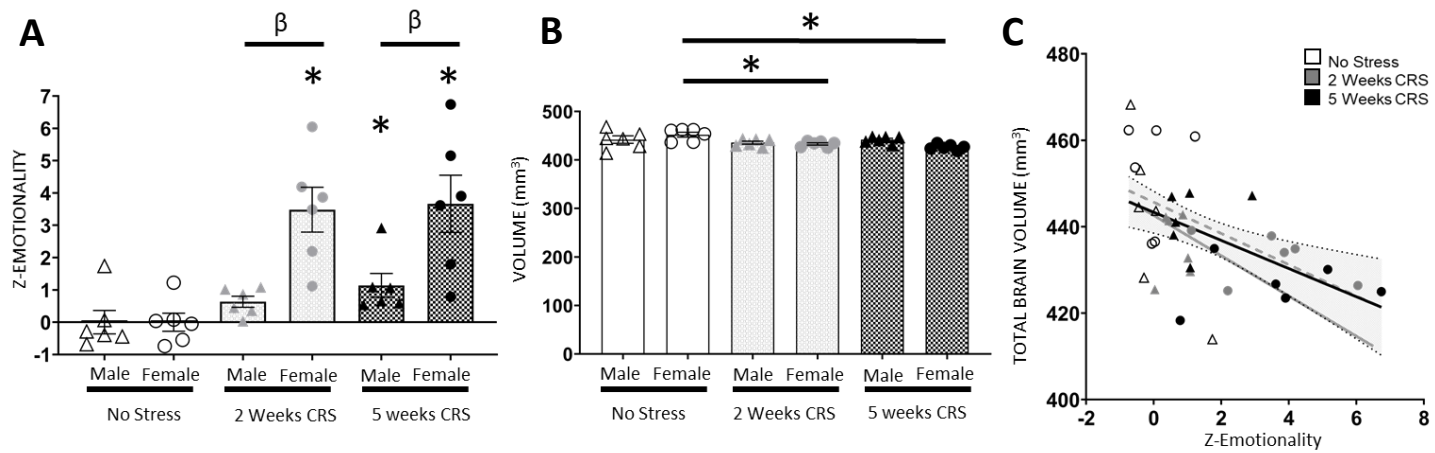 A
β
β
*
*
*
Z-EMOTIONALITY
7
6
5
4
3
2
1
0
-1
Male Female Male Female Male Female
No Stress 2 Weeks CRS 5 weeks CRS
B
*
*
VOLUME (mm³)
500
400
300
200
100
0
Male Female Male Female Male Female
No Stress 2 Weeks CRS 5 weeks CRS
C
No Stress
2 Weeks CRS
5 Weeks CRS
TOTAL BRAIN VOLUME (mm³)
480
460
440
420
400
-2 0 2 4 6 8
Z-Emotionality